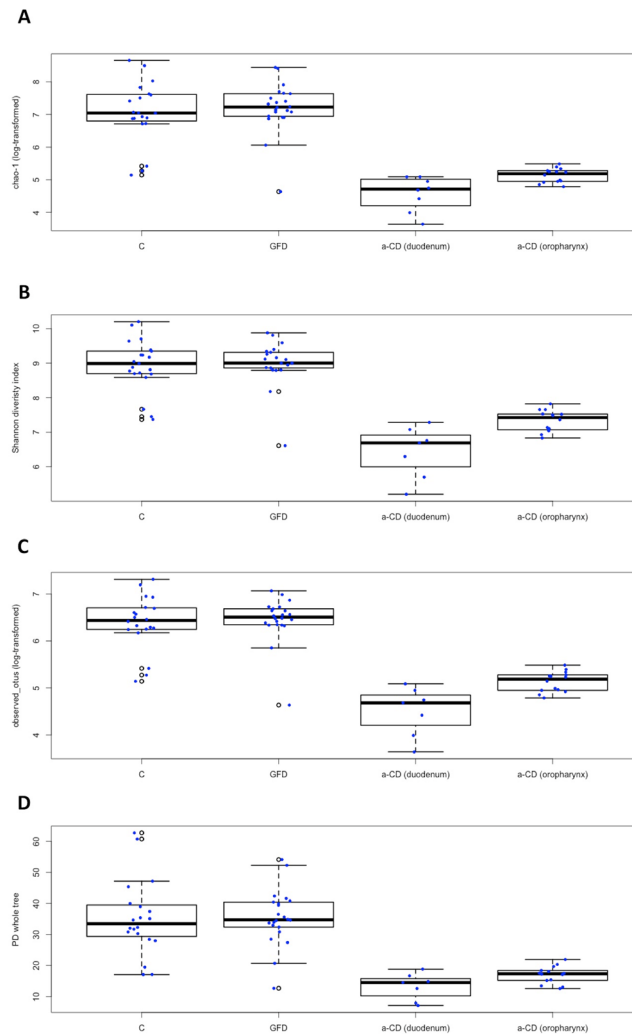 A
chao-1 (log-transformed)
8
7
6
5
4
C GFD a-CD (duodenum) a-CD (oropharynx)
B
Shannon diveristy index
10
9
8
7
6
C GFD a-CD (duodenum) a-CD (oropharynx)
C
observed_otus (log-transformed)
7
6
5
4
C GFD a-CD (duodenum) a-CD (oropharynx)
D
PD whole tree
60
50
40
30
20
10
C GFD a-CD (duodenum) a-CD (oropharynx)